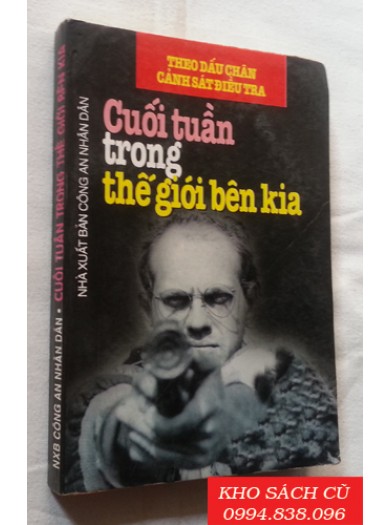 THEO DẤU CHÂN
CẢNH SÁT ĐIỀU TRA
Cuối tuần
trong
thế giới bên kia
NHÀ XUẤT BẢN CÔNG AN NHÂN DÂN
NXB CÔNG AN NHÂN DÂN • CUỐI TUẦN TRONG THẾ GIỚI BÊN KIA
KHO SÁCH CŨ
0994.838.096